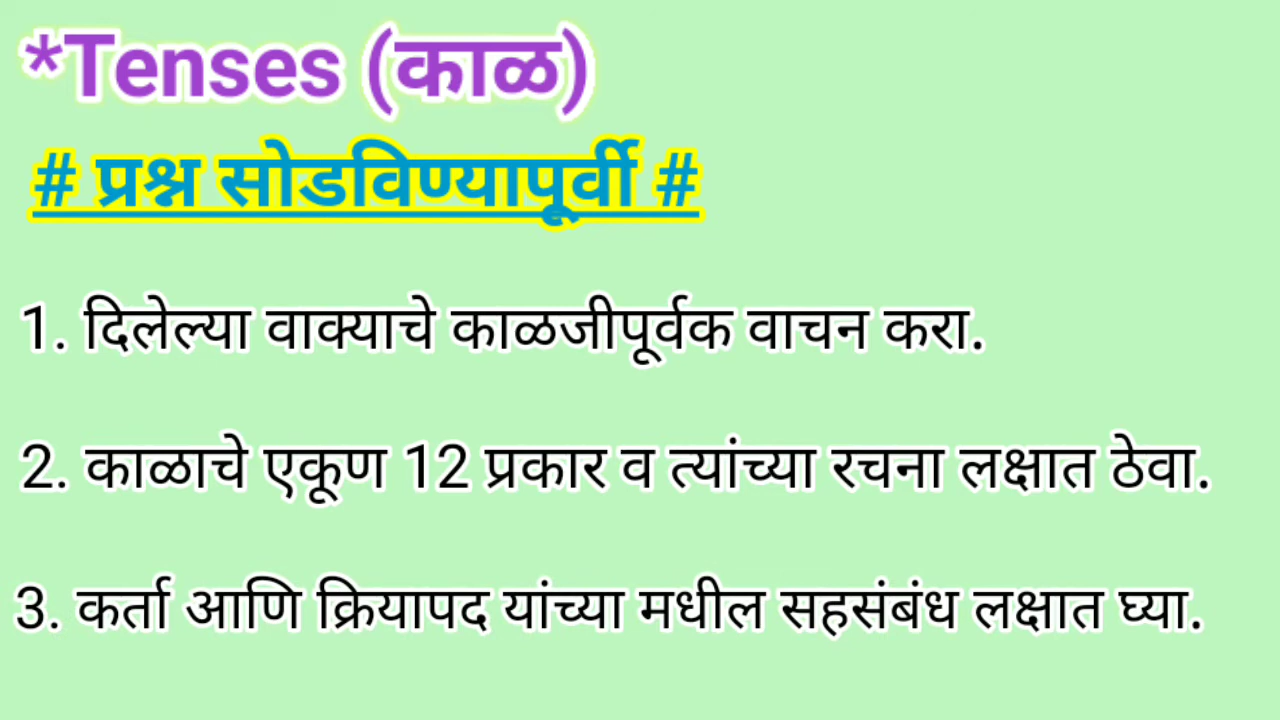 *Tenses (काळ)
# प्रश्न सोडविण्यापूर्वी #
1. दिलेल्या वाक्याचे काळजीपूर्वक वाचन करा.
2. काळाचे एकूण 12 प्रकार व त्यांच्या रचना लक्षात ठेवा.
3. कर्ता आणि क्रियापद यांच्या मधील सहसंबंध लक्षात घ्या.